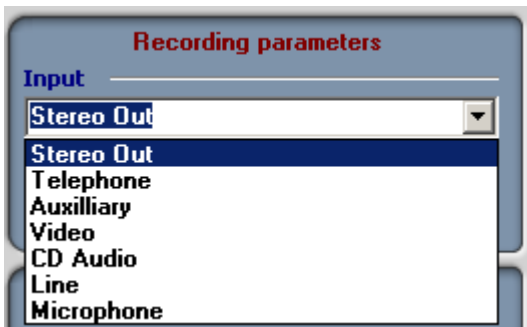 Recording parameters
Input
Stereo Out
Stereo Out
Telephone
Auxilliary
Video
CD Audio
Line
Microphone